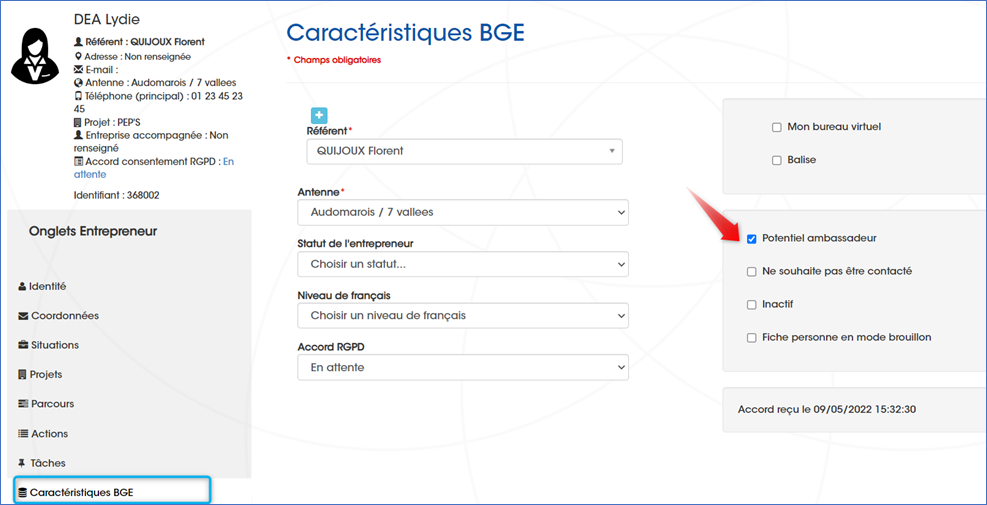 DEA Lydie
Référent : QUIJOUX Florent
Adresse : Non renseignée
E-mail :
Antenne : Audomarois / 7 vallees
Téléphone (principal) : 01 23 45 23
45
Projet : PEP'S
Entreprise accompagnée : Non
renseigné
Accord consentement RGPD : En
attente
Identifiant : 368002
Onglets Entrepreneur
Identité
Coordonnées
Situations
Projets
Parcours
Actions
Tâches
Caractéristiques BGE
Caractéristiques BGE
* Champs obligatoires
Référent*
QUIJOUX Florent
Antenne*
Audomarois / 7 vallees
Statut de l'entrepreneur
Choisir un statut...
Niveau de français
Choisir un niveau de français
Accord RGPD
En attente
Mon bureau virtuel
Balise
Potentiel ambassadeur
Ne souhaite pas être contacté
Inactif
Fiche personne en mode brouillon
Accord reçu le 09/05/2022 15:32:30